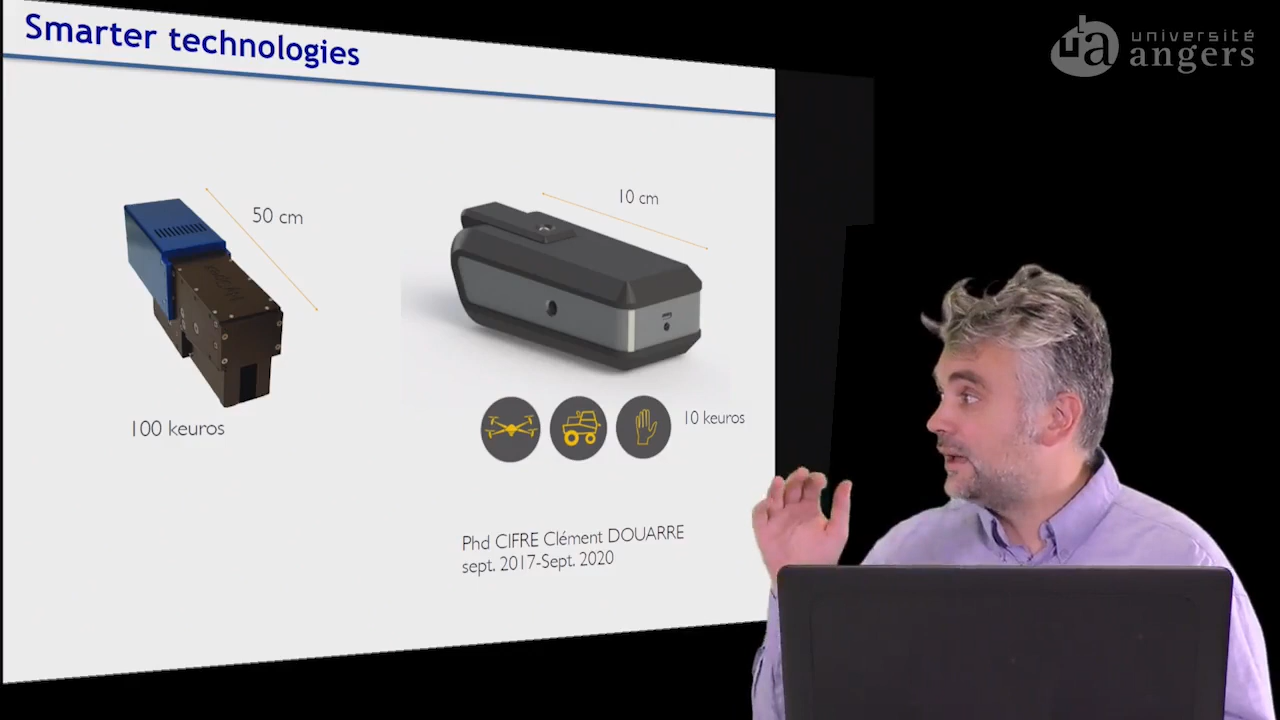 Smarter technologies
université
angers
50 cm
10 cm
100 keuros
10 keuros
Phd CIFRE Clément DOUARRE
sept. 2017-Sept. 2020